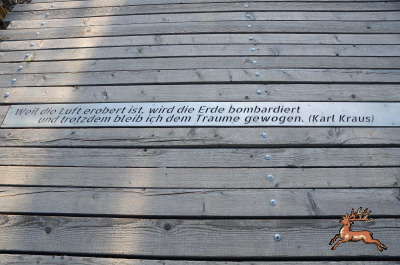 Weil die Luft erobert ist, wird die Erde bombardiert
und trotzdem bleib ich dem Traume gewogen. (Karl Kraus)